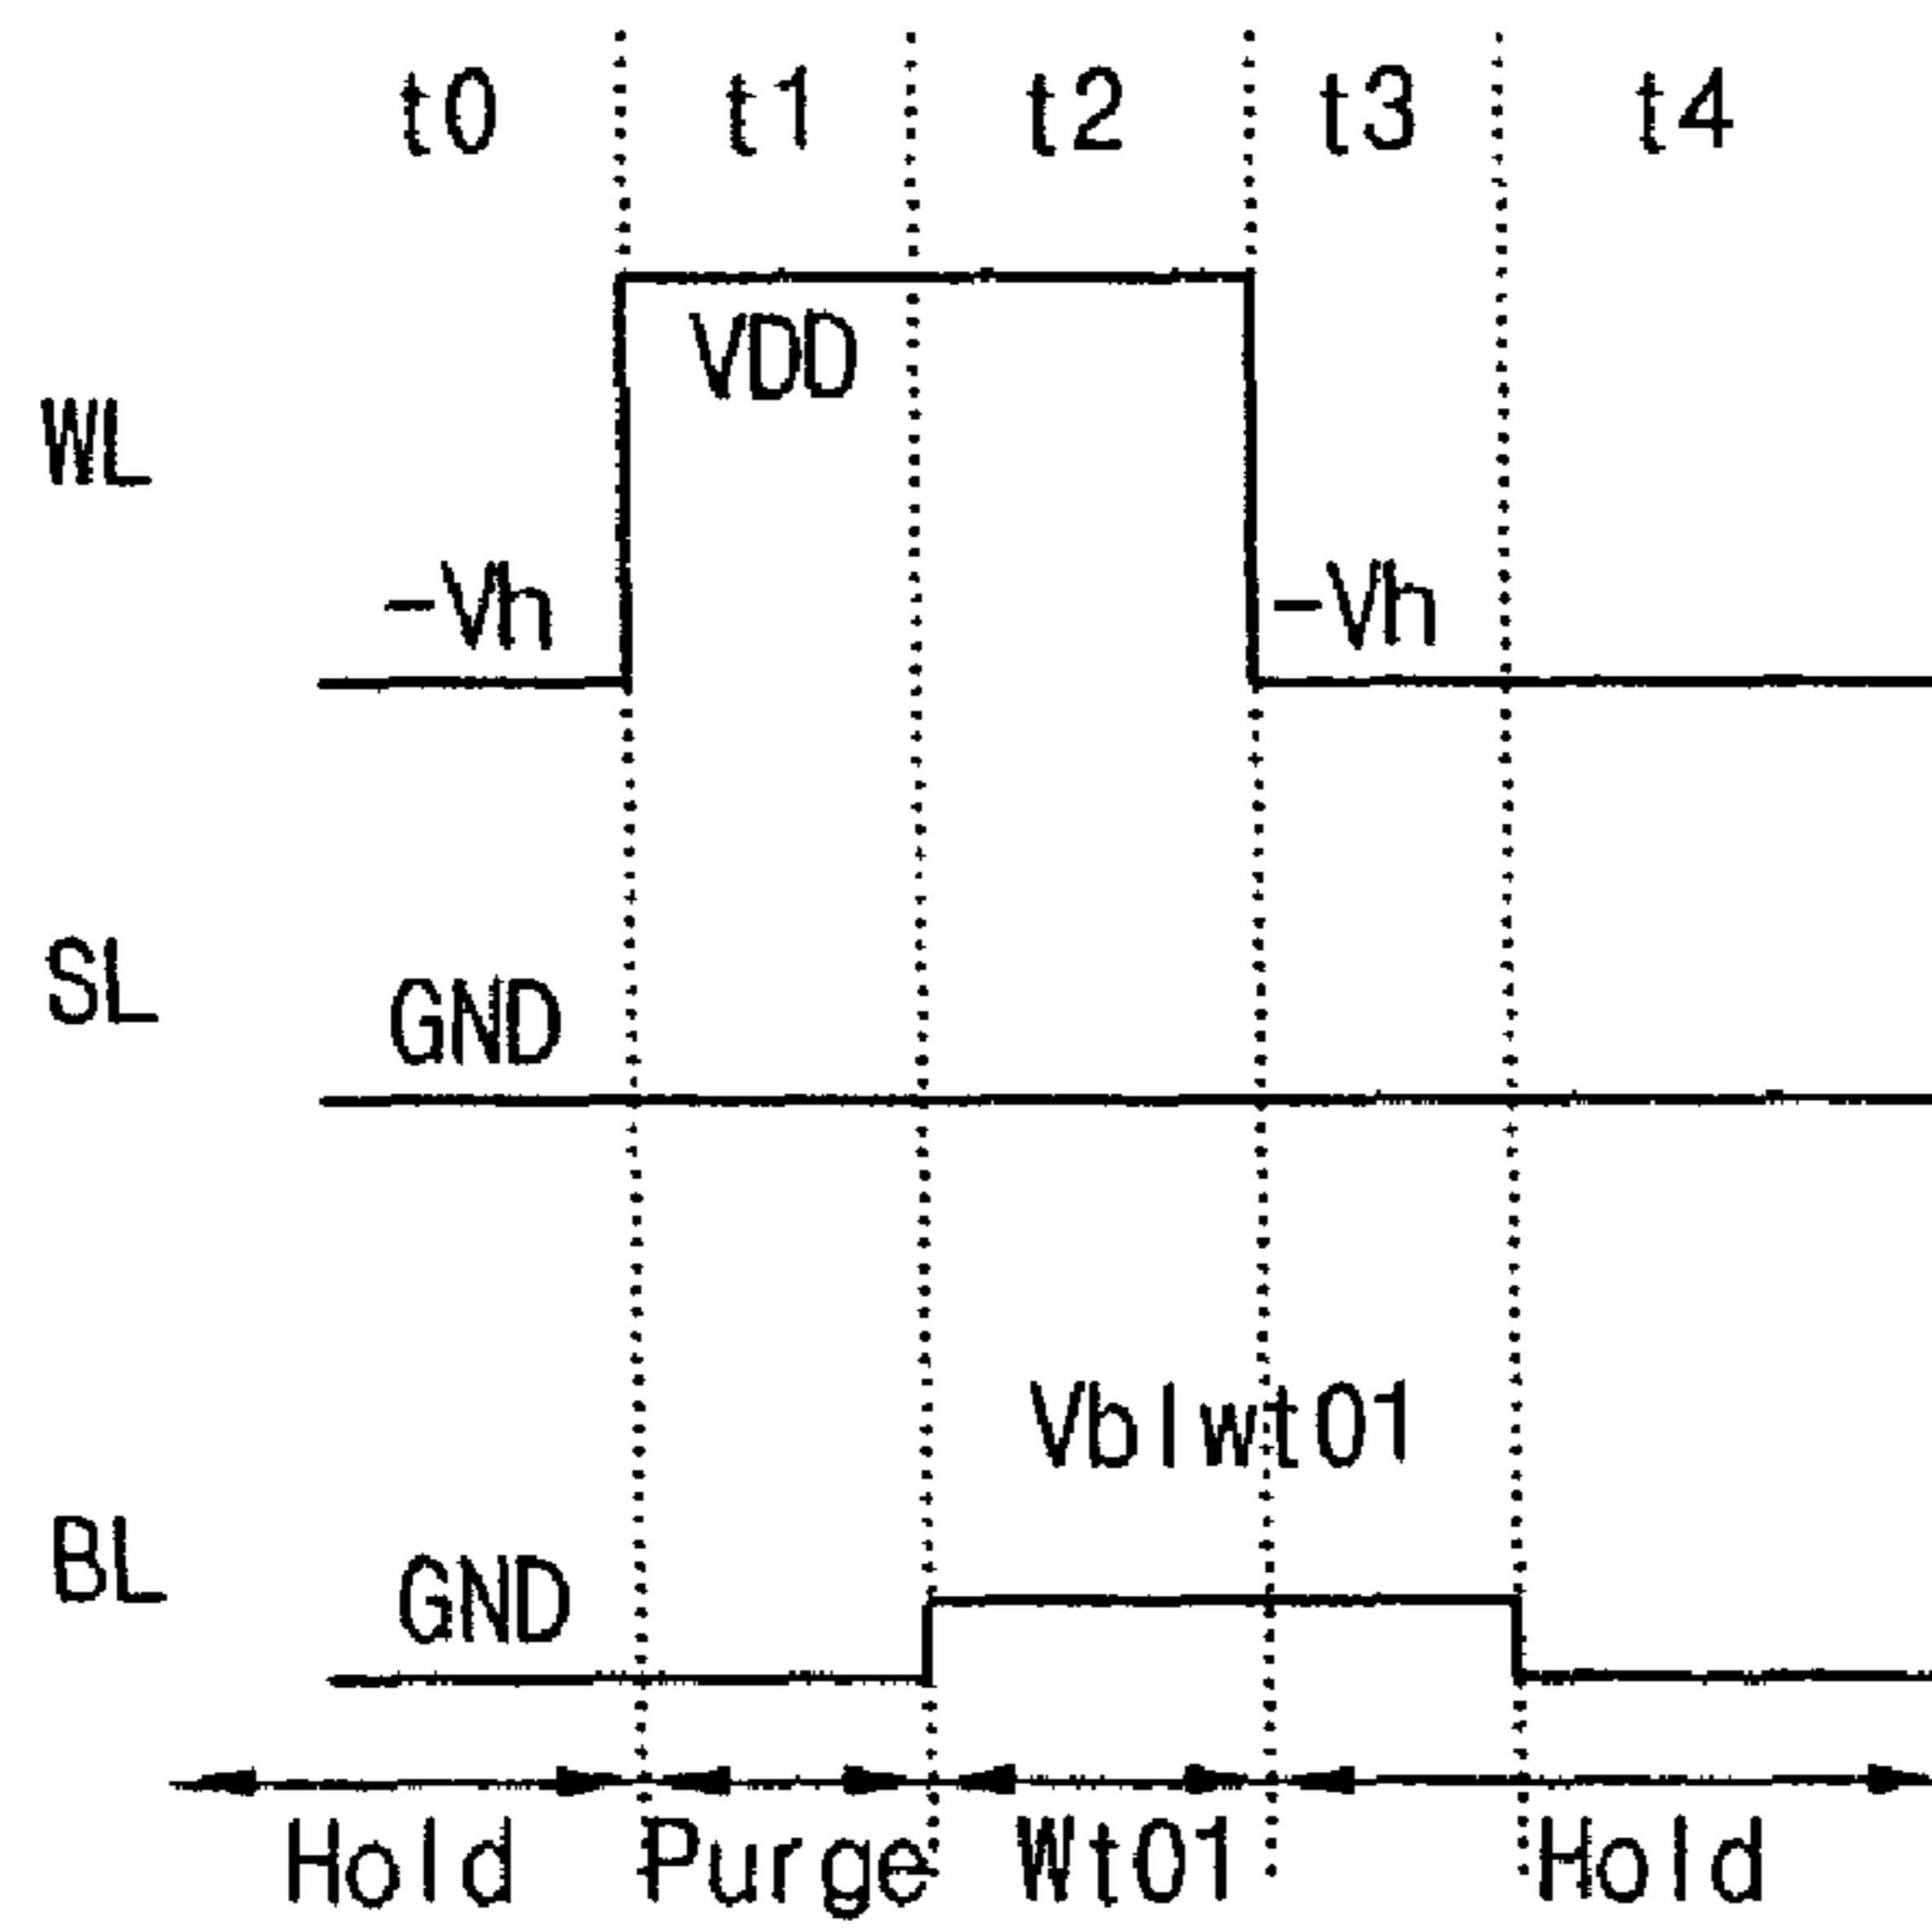 t0 t1 t2 t3 t4
VDD
WL
-Vh -Vh
SL
GND
Vblwt01
BL
GND
Hold Purge Wt01 Hold